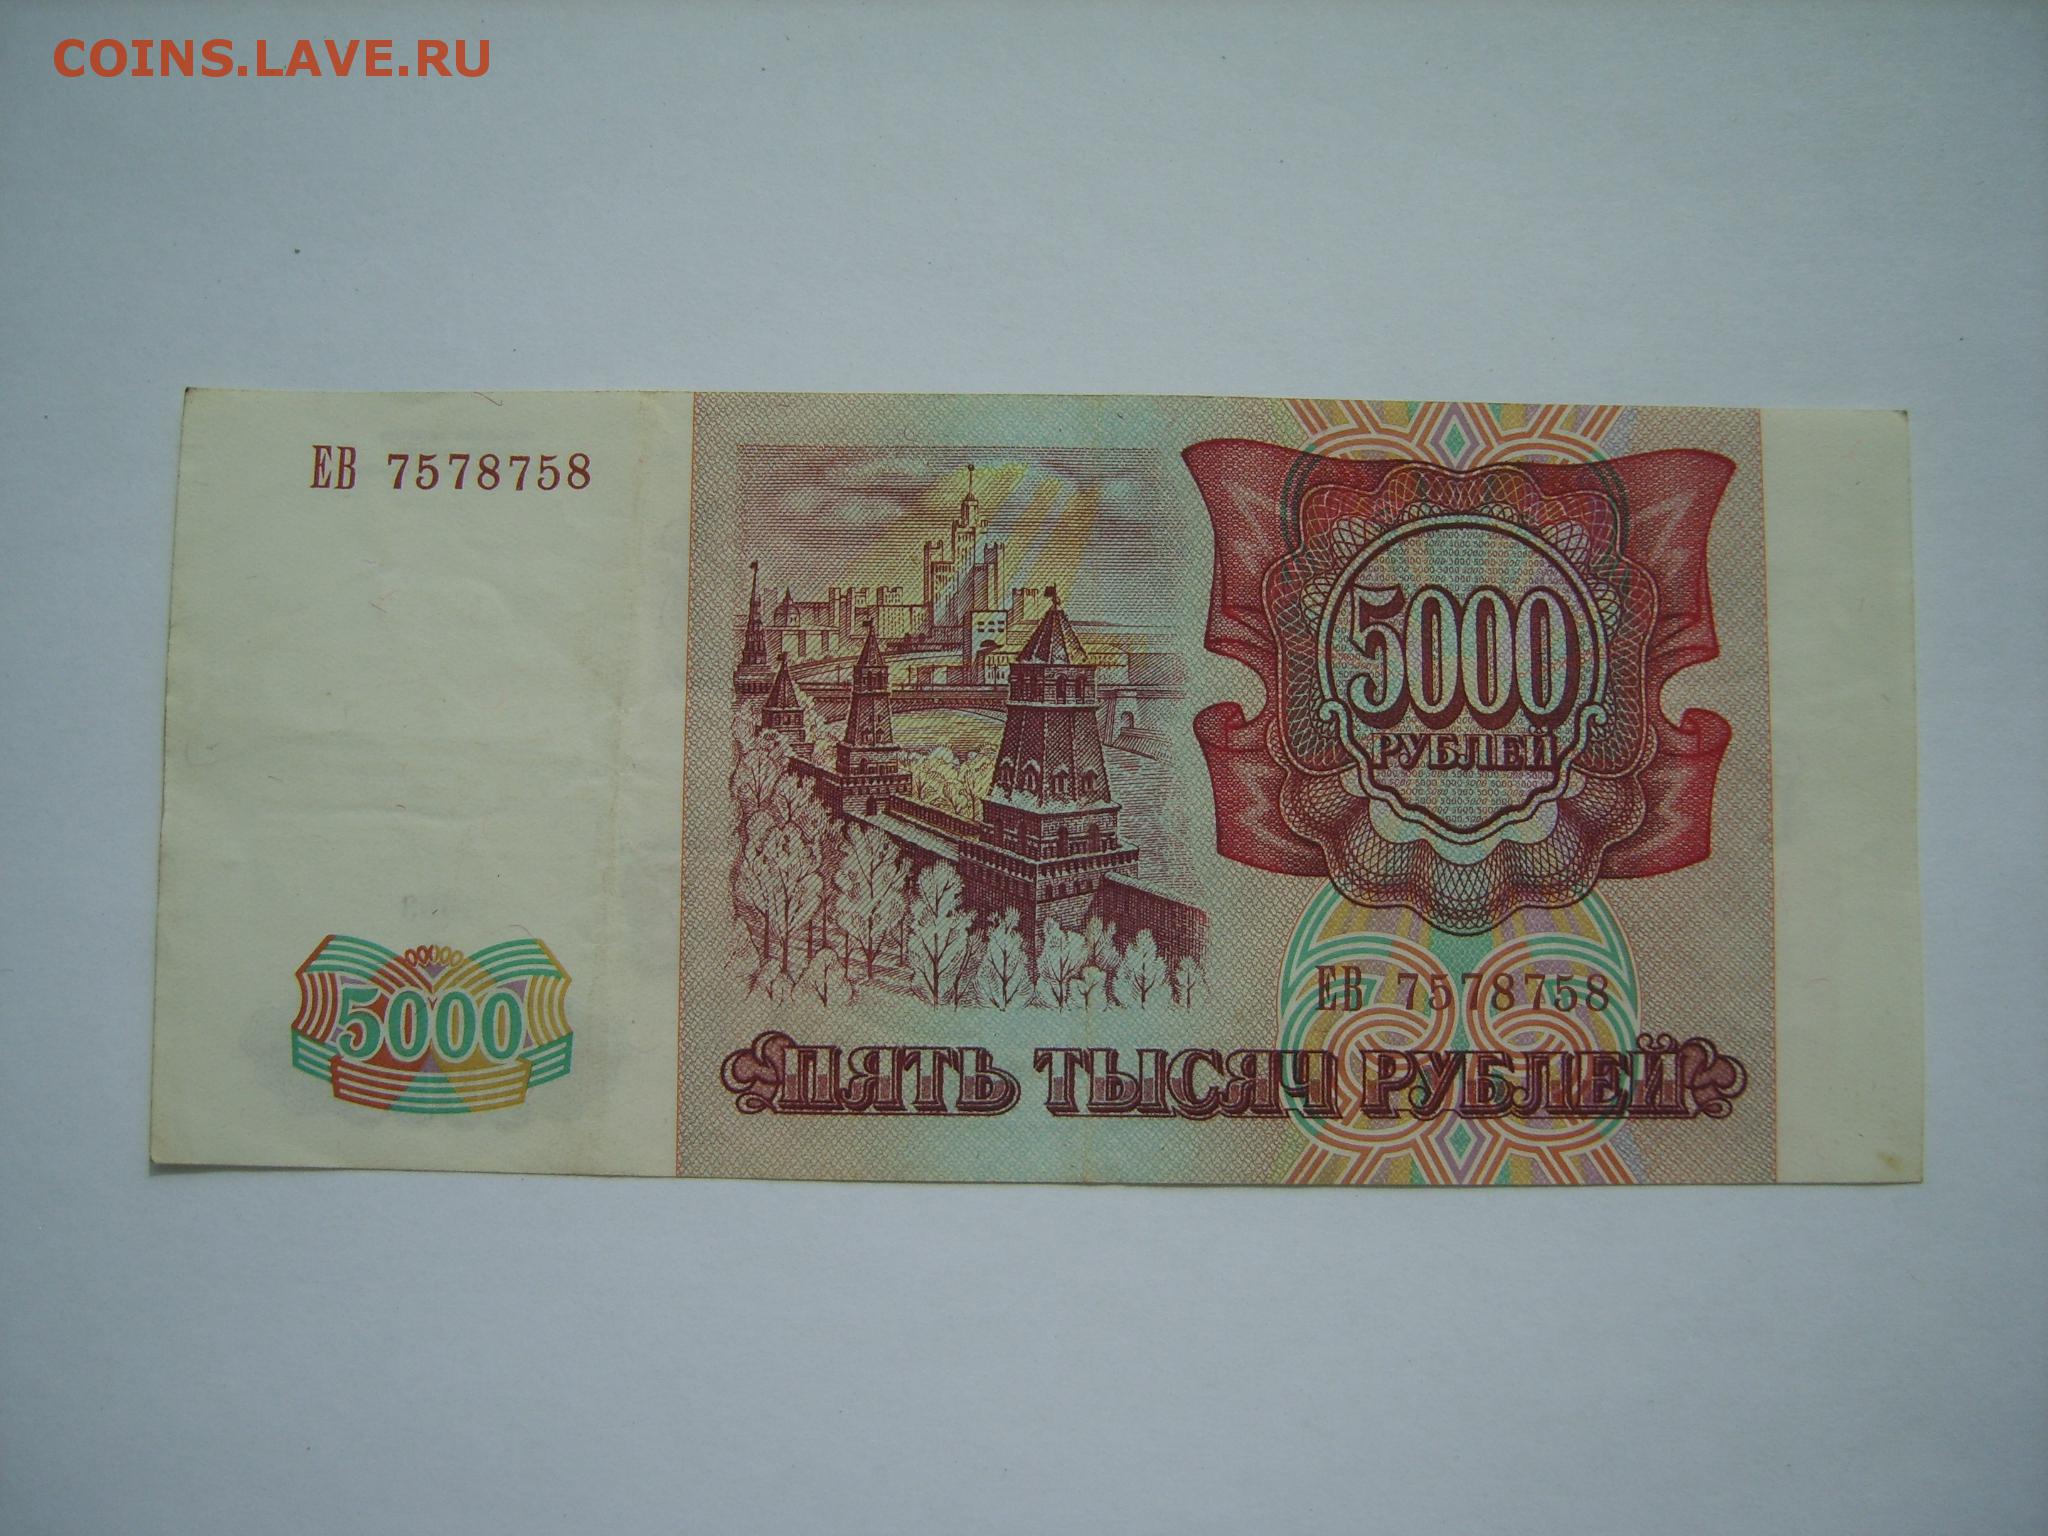 COINS.LAVE.RU
ЕВ 7578758
5000
РУБЛЕЙ
5000
ЕВ 7578758
ПЯТЬ ТЫСЯЧ РУБЛЕЙ